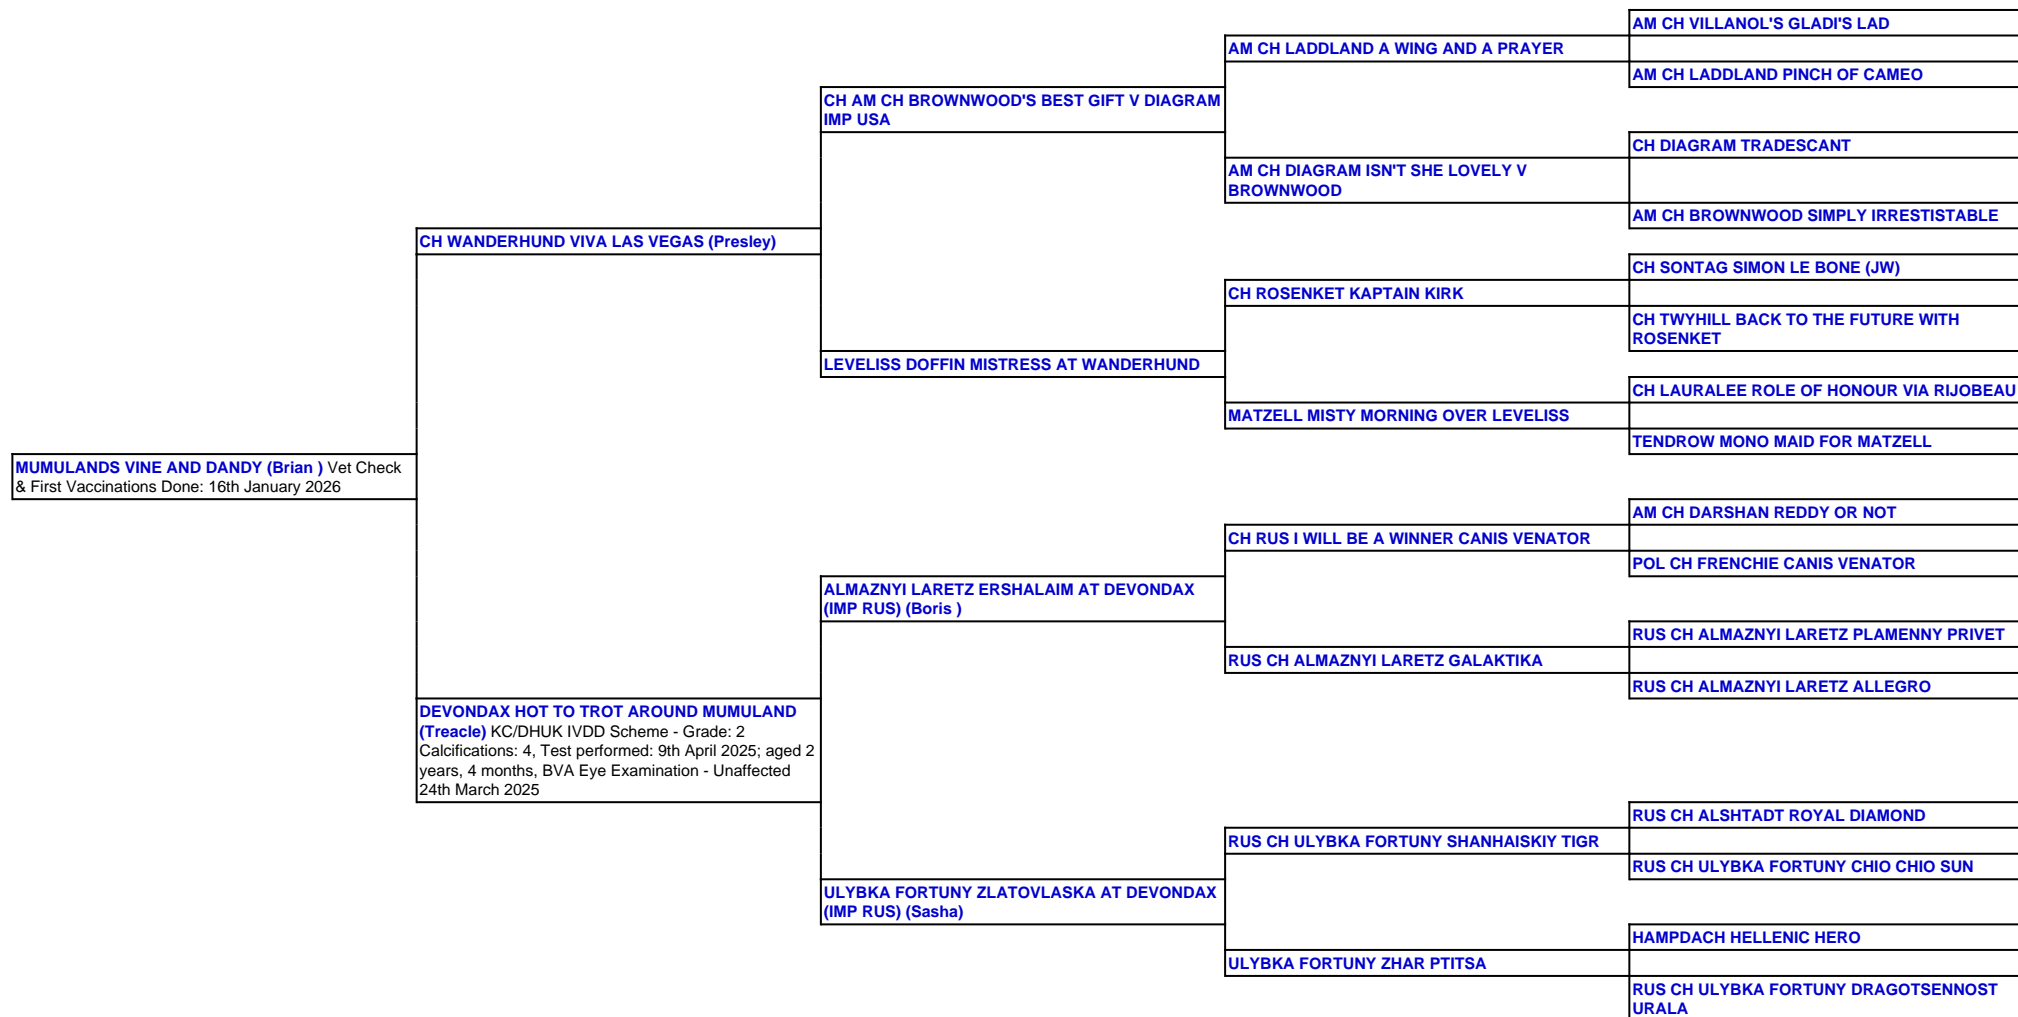 AM CH VILLANOL'S GLADI'S LAD
AM CH LADDLAND A WING AND A PRAYER
AM CH LADDLAND PINCH OF CAMEO
CH AM CH BROWNWOOD'S BEST GIFT V DIAGRAM
IMP USA
CH DIAGRAM TRADESCANT
AM CH DIAGRAM ISN'T SHE LOVELY V
BROWNWOOD
AM CH BROWNWOOD SIMPLY IRRESTISTABLE
CH WANDERHUND VIVA LAS VEGAS (Presley)
CH SONTAG SIMON LE BONE (JW)
CH ROSENKET KAPTAIN KIRK
CH TWYHILL BACK TO THE FUTURE WITH
ROSENKET
LEVELISS DOFFIN MISTRESS AT WANDERHUND
CH LAURALEE ROLE OF HONOUR VIA RIJOBEAU
MATZELL MISTY MORNING OVER LEVELISS
TENDROW MONO MAID FOR MATZELL
MUMULANDS VINE AND DANDY (Brian ) Vet Check
& First Vaccinations Done: 16th January 2026
AM CH DARSHAN REDDY OR NOT
CH RUS I WILL BE A WINNER CANIS VENATOR
POL CH FRENCHIE CANIS VENATOR
ALMAZNYI LARETZ ERSHALAIM AT DEVONDAX
(IMP RUS) (Boris )
RUS CH ALMAZNYI LARETZ PLAMENNY PRIVET
RUS CH ALMAZNYI LARETZ GALAKTIKA
RUS CH ALMAZNYI LARETZ ALLEGRO
DEVONDAX HOT TO TROT AROUND MUMULAND
(Treacle) KC/DHUK IVDD Scheme - Grade: 2
Calcifications: 4, Test performed: 9th April 2025; aged 2
years, 4 months, BVA Eye Examination - Unaffected
24th March 2025
RUS CH ALSHTADT ROYAL DIAMOND
RUS CH ULYBKA FORTUNY SHANHAISKIY TIGR
RUS CH ULYBKA FORTUNY CHIO CHIO SUN
ULYBKA FORTUNY ZLATOVLASKA AT DEVONDAX
(IMP RUS) (Sasha)
HAMPDACH HELLENIC HERO
ULYBKA FORTUNY ZHAR PTITSA
RUS CH ULYBKA FORTUNY DRAGOTSENNOST
URALA